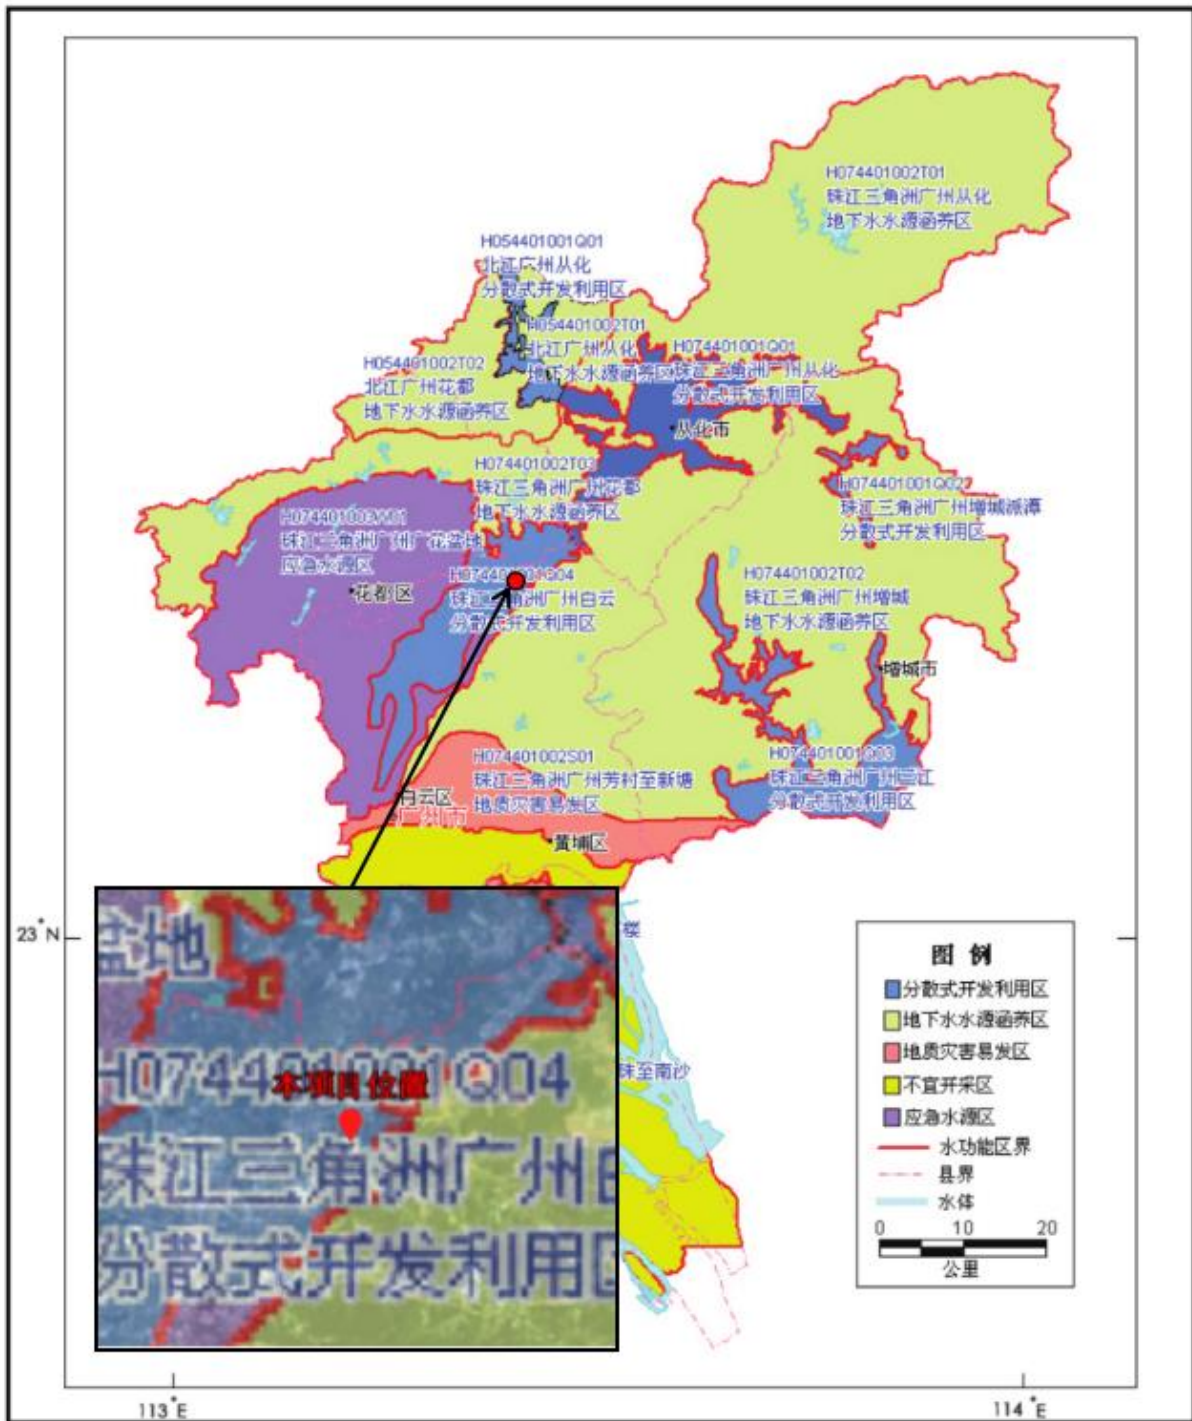 H074401002T01
珠江三角洲广州从化
地下水水源涵养区
H054401001Q01
北江广州从化
分散式开发利用区
H054401002T01
北江广州从化
地下水水源涵养区
H054401002T02
北江广州花都
地下水水源涵养区
H074401001Q01
珠江三角洲广州从化
分散式开发利用区
从化市
H074401002T03
珠江三角洲广州花都
地下水水源涵养区
H074401001Q02
珠江三角洲广州增城派潭
分散式开发利用区
珠江三角洲广州广花盆地
应急水源区
花都区
珠江三角洲广州白云
分散式开发利用区
H074401002T02
珠江三角洲广州增城
地下水水源涵养区
增城市
H074401002S01
珠江三角洲广州芳村至新塘
地质灾害易发区
H074401001Q03
珠江三角洲广州三江
分散式开发利用区
白云区
广州市
黄埔区
楼
珠至南沙
盆地
H074401001Q04
本项目位置
珠江三角洲广州白
分散式开发利用区
图 例
分散式开发利用区
地下水水源涵养区
地质灾害易发区
不宜开采区
应急水源区
水功能区界
县界
水体
0 10 20
公里
23°N
113°E
114°E